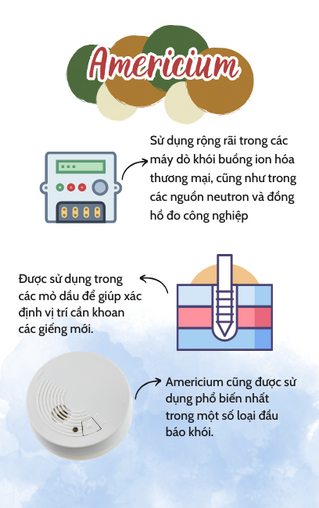 Americium
Sử dụng rộng rãi trong các
máy dò khói buồng ion hóa
thương mại, cũng như trong
các nguồn neutron và đồng
hồ đo công nghiệp
Được sử dụng trong
các mỏ dầu để giúp xác
định vị trí cần khoan
các giếng mới.
Americium cũng được sử
dụng phổ biến nhất
trong một số loại đầu
báo khói.